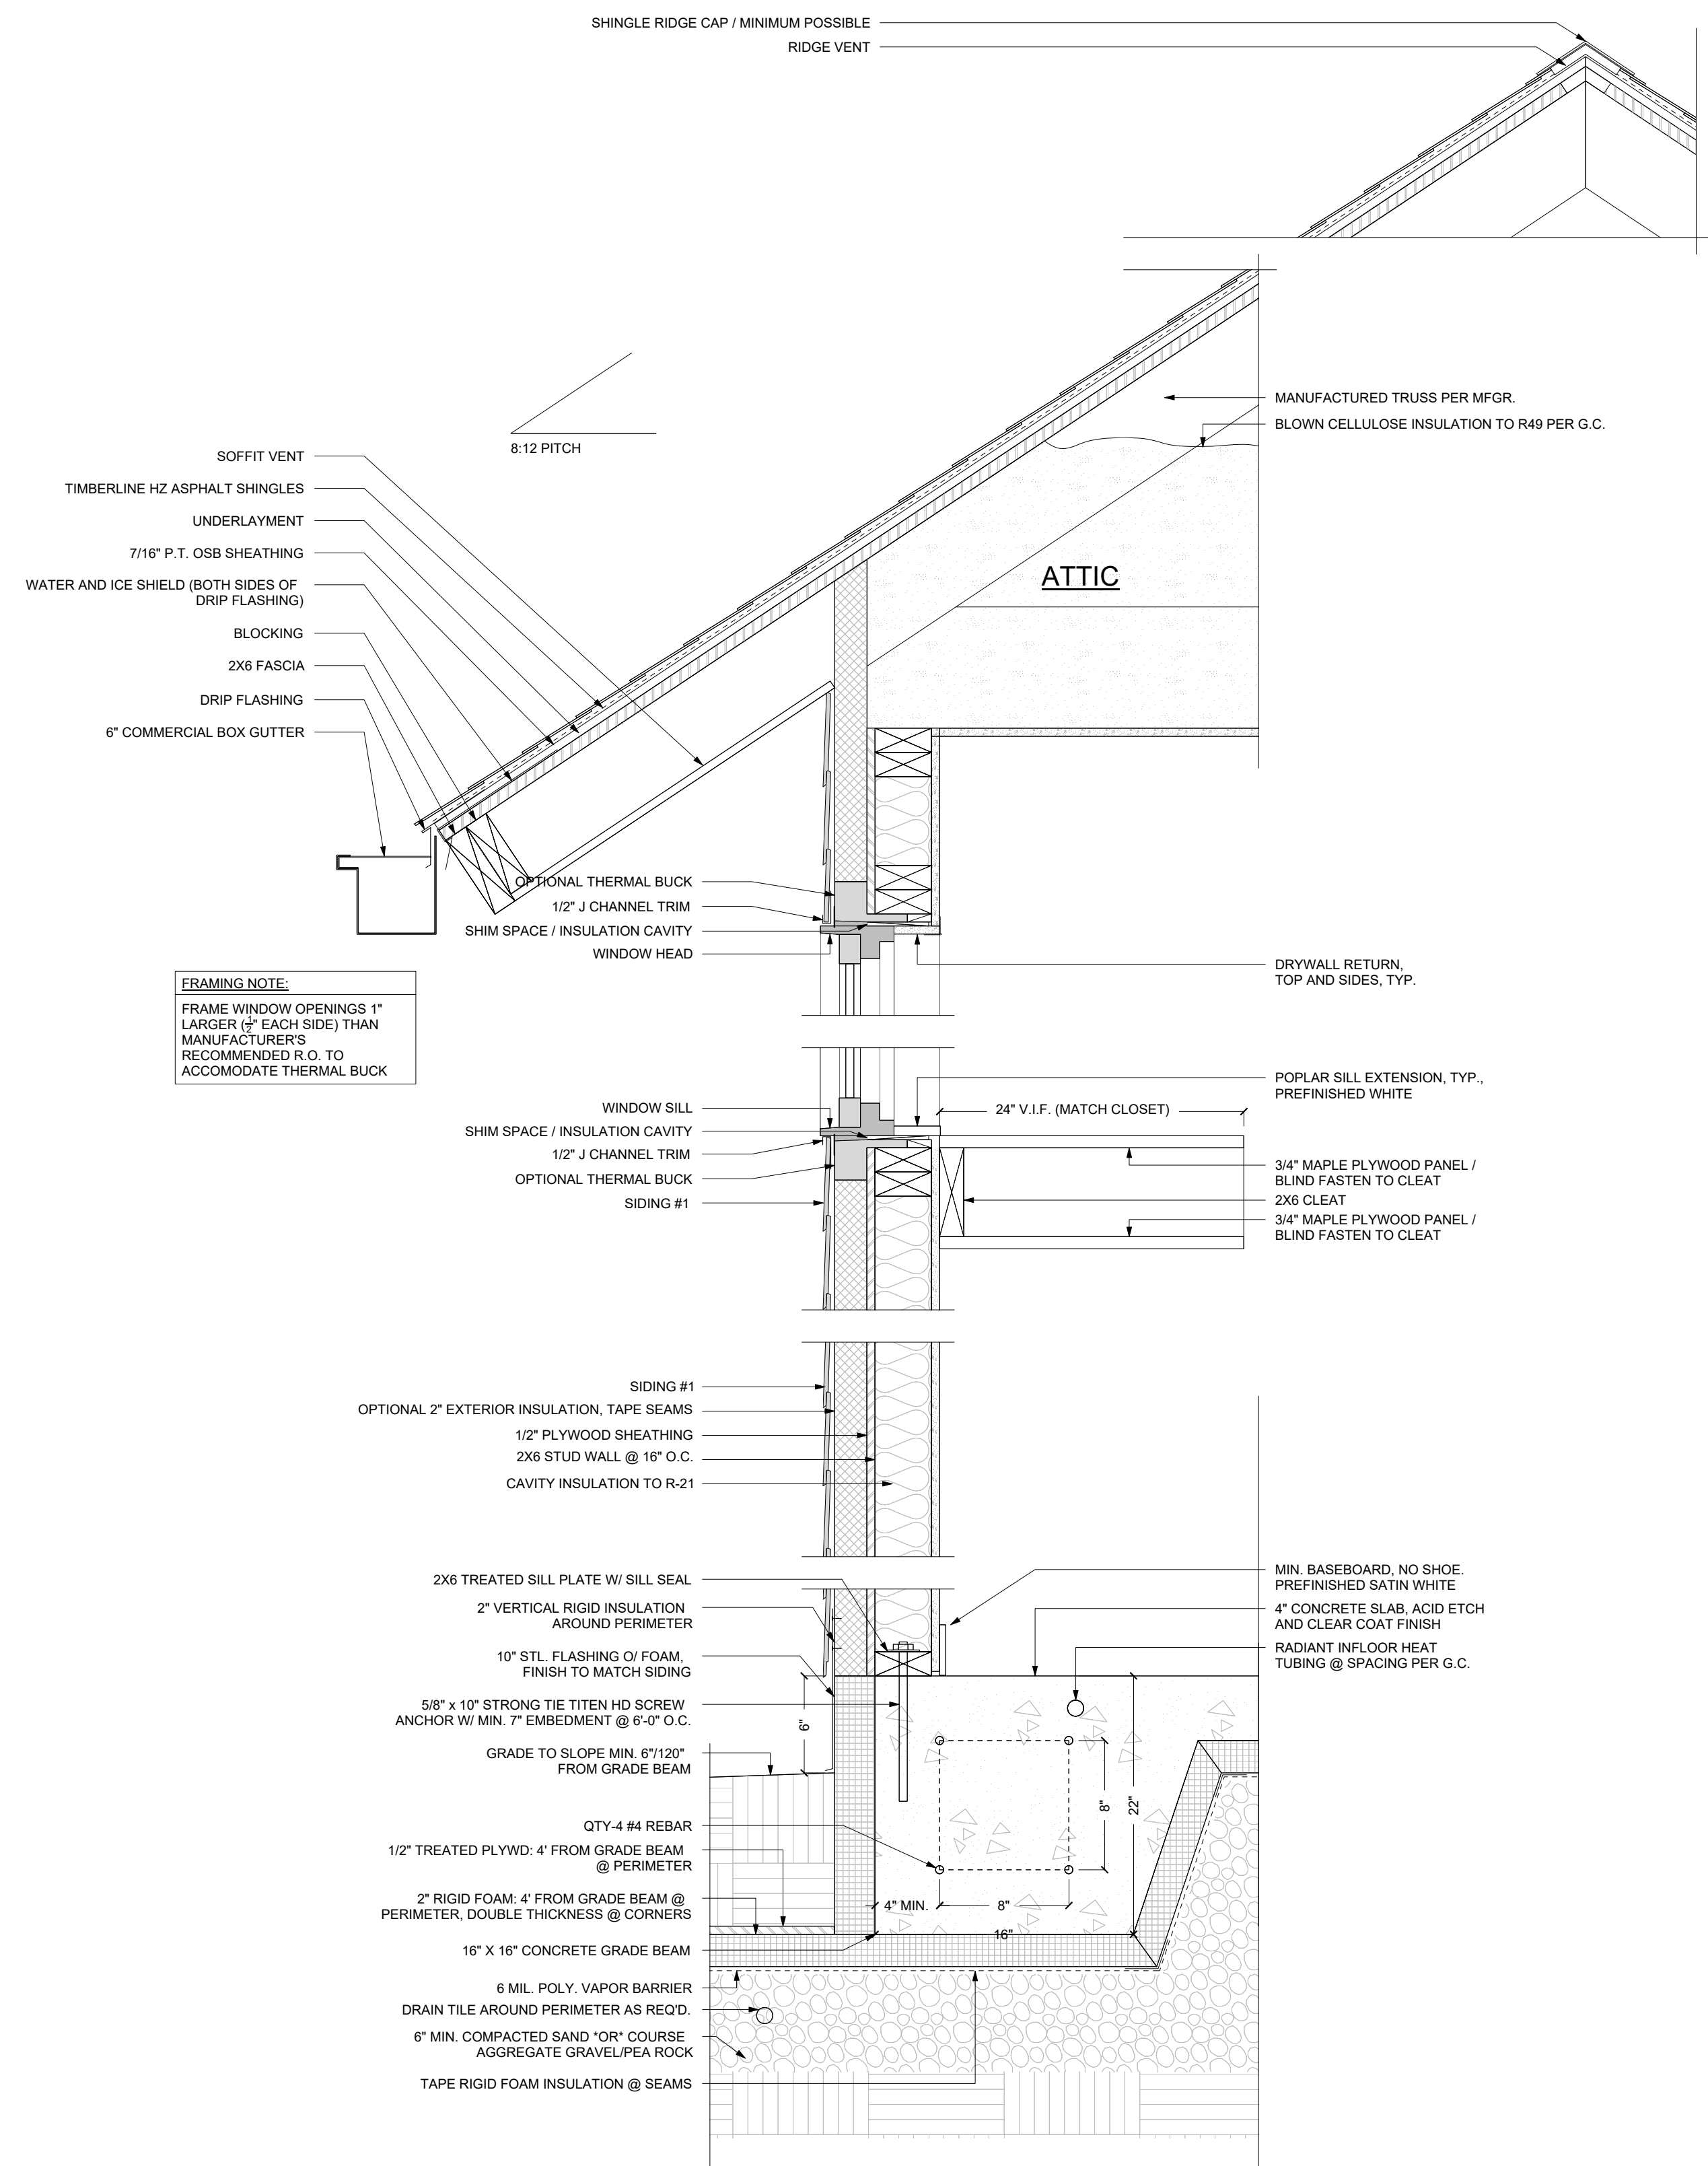 SHINGLE RIDGE CAP / MINIMUM POSSIBLE
RIDGE VENT
MANUFACTURED TRUSS PER MFGR.
BLOWN CELLULOSE INSULATION TO R49 PER G.C.
8:12 PITCH
SOFFIT VENT
TIMBERLINE HZ ASPHALT SHINGLES
UNDERLAYMENT
7/16" P.T. OSB SHEATHING
WATER AND ICE SHIELD (BOTH SIDES OF
DRIP FLASHING)
BLOCKING
2X6 FASCIA
DRIP FLASHING
6" COMMERCIAL BOX GUTTER
ATTIC
OPTIONAL THERMAL BUCK
1/2" J CHANNEL TRIM
SHIM SPACE / INSULATION CAVITY
WINDOW HEAD
DRYWALL RETURN,
TOP AND SIDES, TYP.
FRAMING NOTE:
FRAME WINDOW OPENINGS 1"
LARGER (1/2" EACH SIDE) THAN
MANUFACTURER'S
RECOMMENDED R.O. TO
ACCOMODATE THERMAL BUCK
POPLAR SILL EXTENSION, TYP.,
PREFINISHED WHITE
24" V.I.F. (MATCH CLOSET)
WINDOW SILL
SHIM SPACE / INSULATION CAVITY
1/2" J CHANNEL TRIM
OPTIONAL THERMAL BUCK
SIDING #1
3/4" MAPLE PLYWOOD PANEL /
BLIND FASTEN TO CLEAT
2X6 CLEAT
3/4" MAPLE PLYWOOD PANEL /
BLIND FASTEN TO CLEAT
SIDING #1
OPTIONAL 2" EXTERIOR INSULATION, TAPE SEAMS
1/2" PLYWOOD SHEATHING
2X6 STUD WALL @ 16" O.C.
CAVITY INSULATION TO R-21
2X6 TREATED SILL PLATE W/ SILL SEAL
2" VERTICAL RIGID INSULATION
AROUND PERIMETER
10" STL. FLASHING O/ FOAM,
FINISH TO MATCH SIDING
5/8" x 10" STRONG TIE TITEN HD SCREW
ANCHOR W/ MIN. 7" EMBEDMENT @ 6'-0" O.C.
GRADE TO SLOPE MIN. 6"/120"
FROM GRADE BEAM
QTY-4 #4 REBAR
1/2" TREATED PLYWD: 4' FROM GRADE BEAM
@ PERIMETER
2" RIGID FOAM: 4' FROM GRADE BEAM @
PERIMETER, DOUBLE THICKNESS @ CORNERS
16" X 16" CONCRETE GRADE BEAM
6 MIL. POLY. VAPOR BARRIER
DRAIN TILE AROUND PERIMETER AS REQ'D.
6" MIN. COMPACTED SAND *OR* COURSE
AGGREGATE GRAVEL/PEA ROCK
TAPE RIGID FOAM INSULATION @ SEAMS
MIN. BASEBOARD, NO SHOE.
PREFINISHED SATIN WHITE
4" CONCRETE SLAB, ACID ETCH
AND CLEAR COAT FINISH
RADIANT INFLOOR HEAT
TUBING @ SPACING PER G.C.
6"
8"
22"
4" MIN.
8"
16"